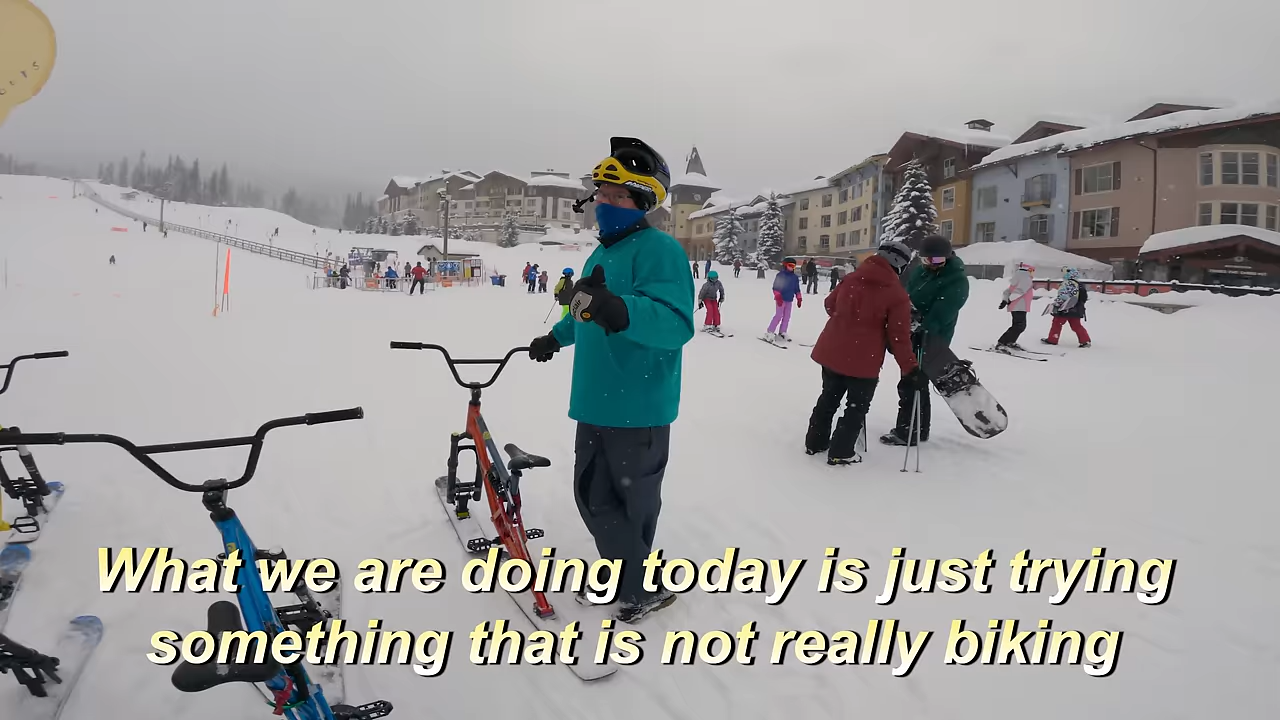 What we are doing today is just trying
something that is not really biking